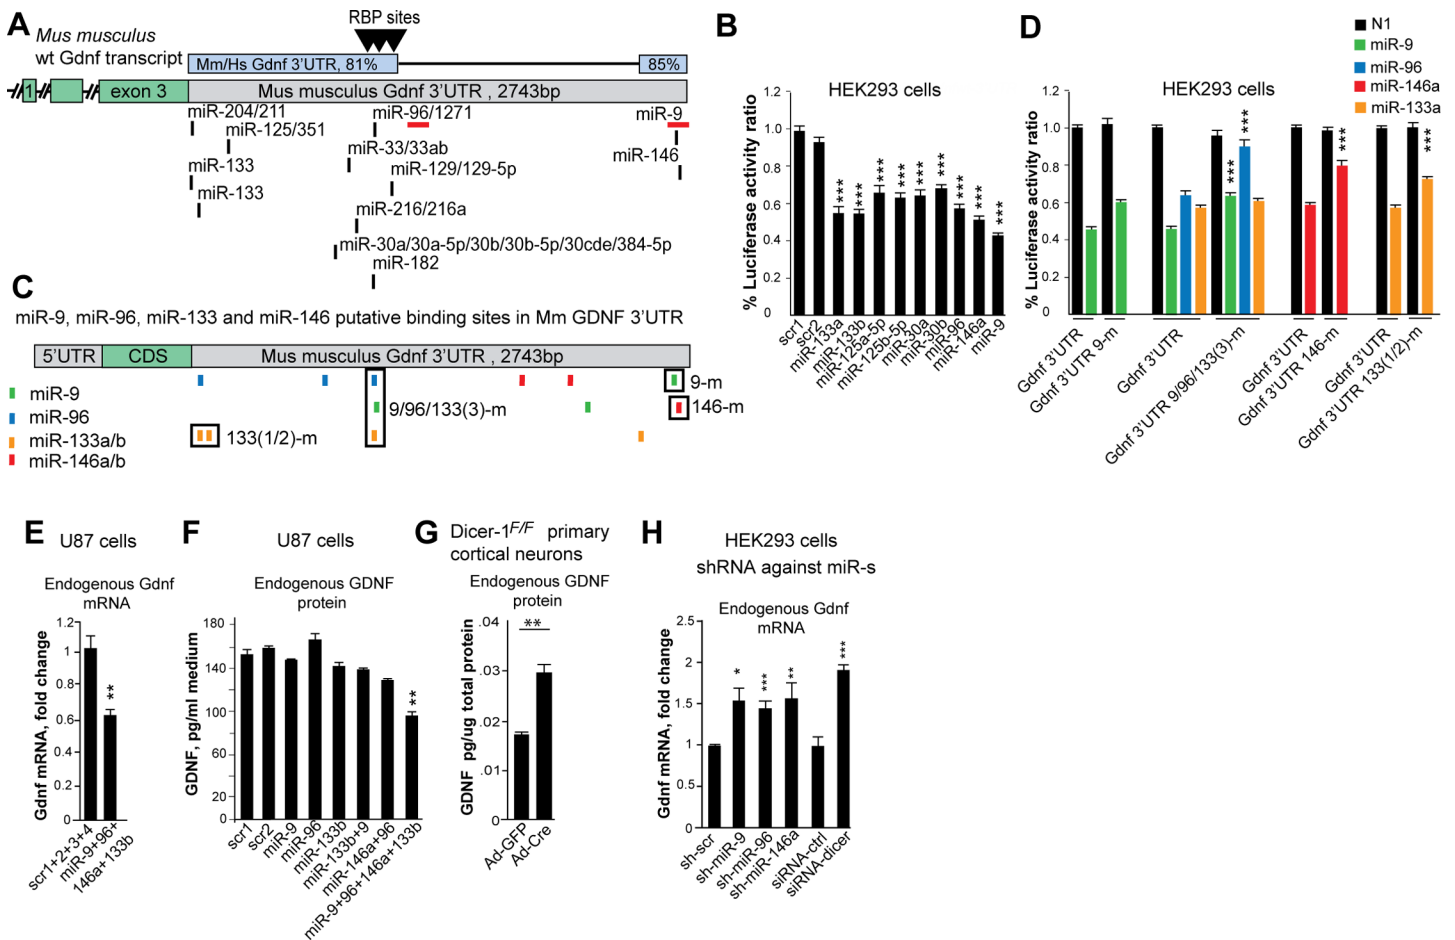 A
Mus musculus
wt Gdnf transcript
RBP sites
Mm/Hs Gdnf 3'UTR, 81%
85%
1
exon 3
Mus musculus Gdnf 3'UTR , 2743bp
miR-204/211
miR-125/351
miR-133
miR-133
miR-96/1271
miR-33/33ab
miR-129/129-5p
miR-216/216a
miR-30a/30a-5p/30b/30b-5p/30cde/384-5p
miR-182
miR-9
miR-146
B
HEK293 cells
% Luciferase activity ratio
1.2
1.0
0.8
0.6
0.4
0.2
0
***
***
***
***
***
***
***
***
***
scr1
scr2
miR-133a
miR-133b
miR-125a-5p
miR-125b-5p
miR-30a
miR-30b
miR-96
miR-146a
miR-9
C
miR-9, miR-96, miR-133 and miR-146 putative binding sites in Mm GDNF 3'UTR
5'UTR
CDS
Mus musculus Gdnf 3'UTR , 2743bp
miR-9
miR-96
miR-133a/b
miR-146a/b
133(1/2)-m
9/96/133(3)-m
9-m
146-m
D
HEK293 cells
N1
miR-9
miR-96
miR-146a
miR-133a
% Luciferase activity ratio
1.2
1.0
0.8
0.6
0.4
0.2
0
***
***
***
***
Gdnf 3'UTR
Gdnf 3'UTR 9-m
Gdnf 3'UTR
Gdnf 3'UTR 9/96/133(3)-m
Gdnf 3'UTR
Gdnf 3'UTR 146-m
Gdnf 3'UTR
Gdnf 3'UTR 133(1/2)-m
E
U87 cells
Endogenous Gdnf
mRNA
Gdnf mRNA, fold change
1.2
1
0.8
0.6
0.4
0.2
0
**
scr1+2+3+4
miR-9+96+
146a+133b
F
U87 cells
Endogenous GDNF
protein
GDNF, pg/ml medium
180
140
100
60
20
0
**
scr1
scr2
miR-9
miR-96
miR-133b
miR-133b+9
miR-146a+96
miR-9+96+146a+133b
G
Dicer-1F/F primary
cortical neurons
Endogenous GDNF
protein
GDNF pg/ug total protein
.04
.03
.02
.01
0
**
Ad-GFP
Ad-Cre
H
HEK293 cells
shRNA against miR-s
Endogenous Gdnf
mRNA
Gdnf mRNA, fold change
2.5
2
1.5
1
0.5
0
*
***
**
***
sh-scr
sh-miR-9
sh-miR-96
sh-miR-146a
siRNA-ctrl
siRNA-dicer